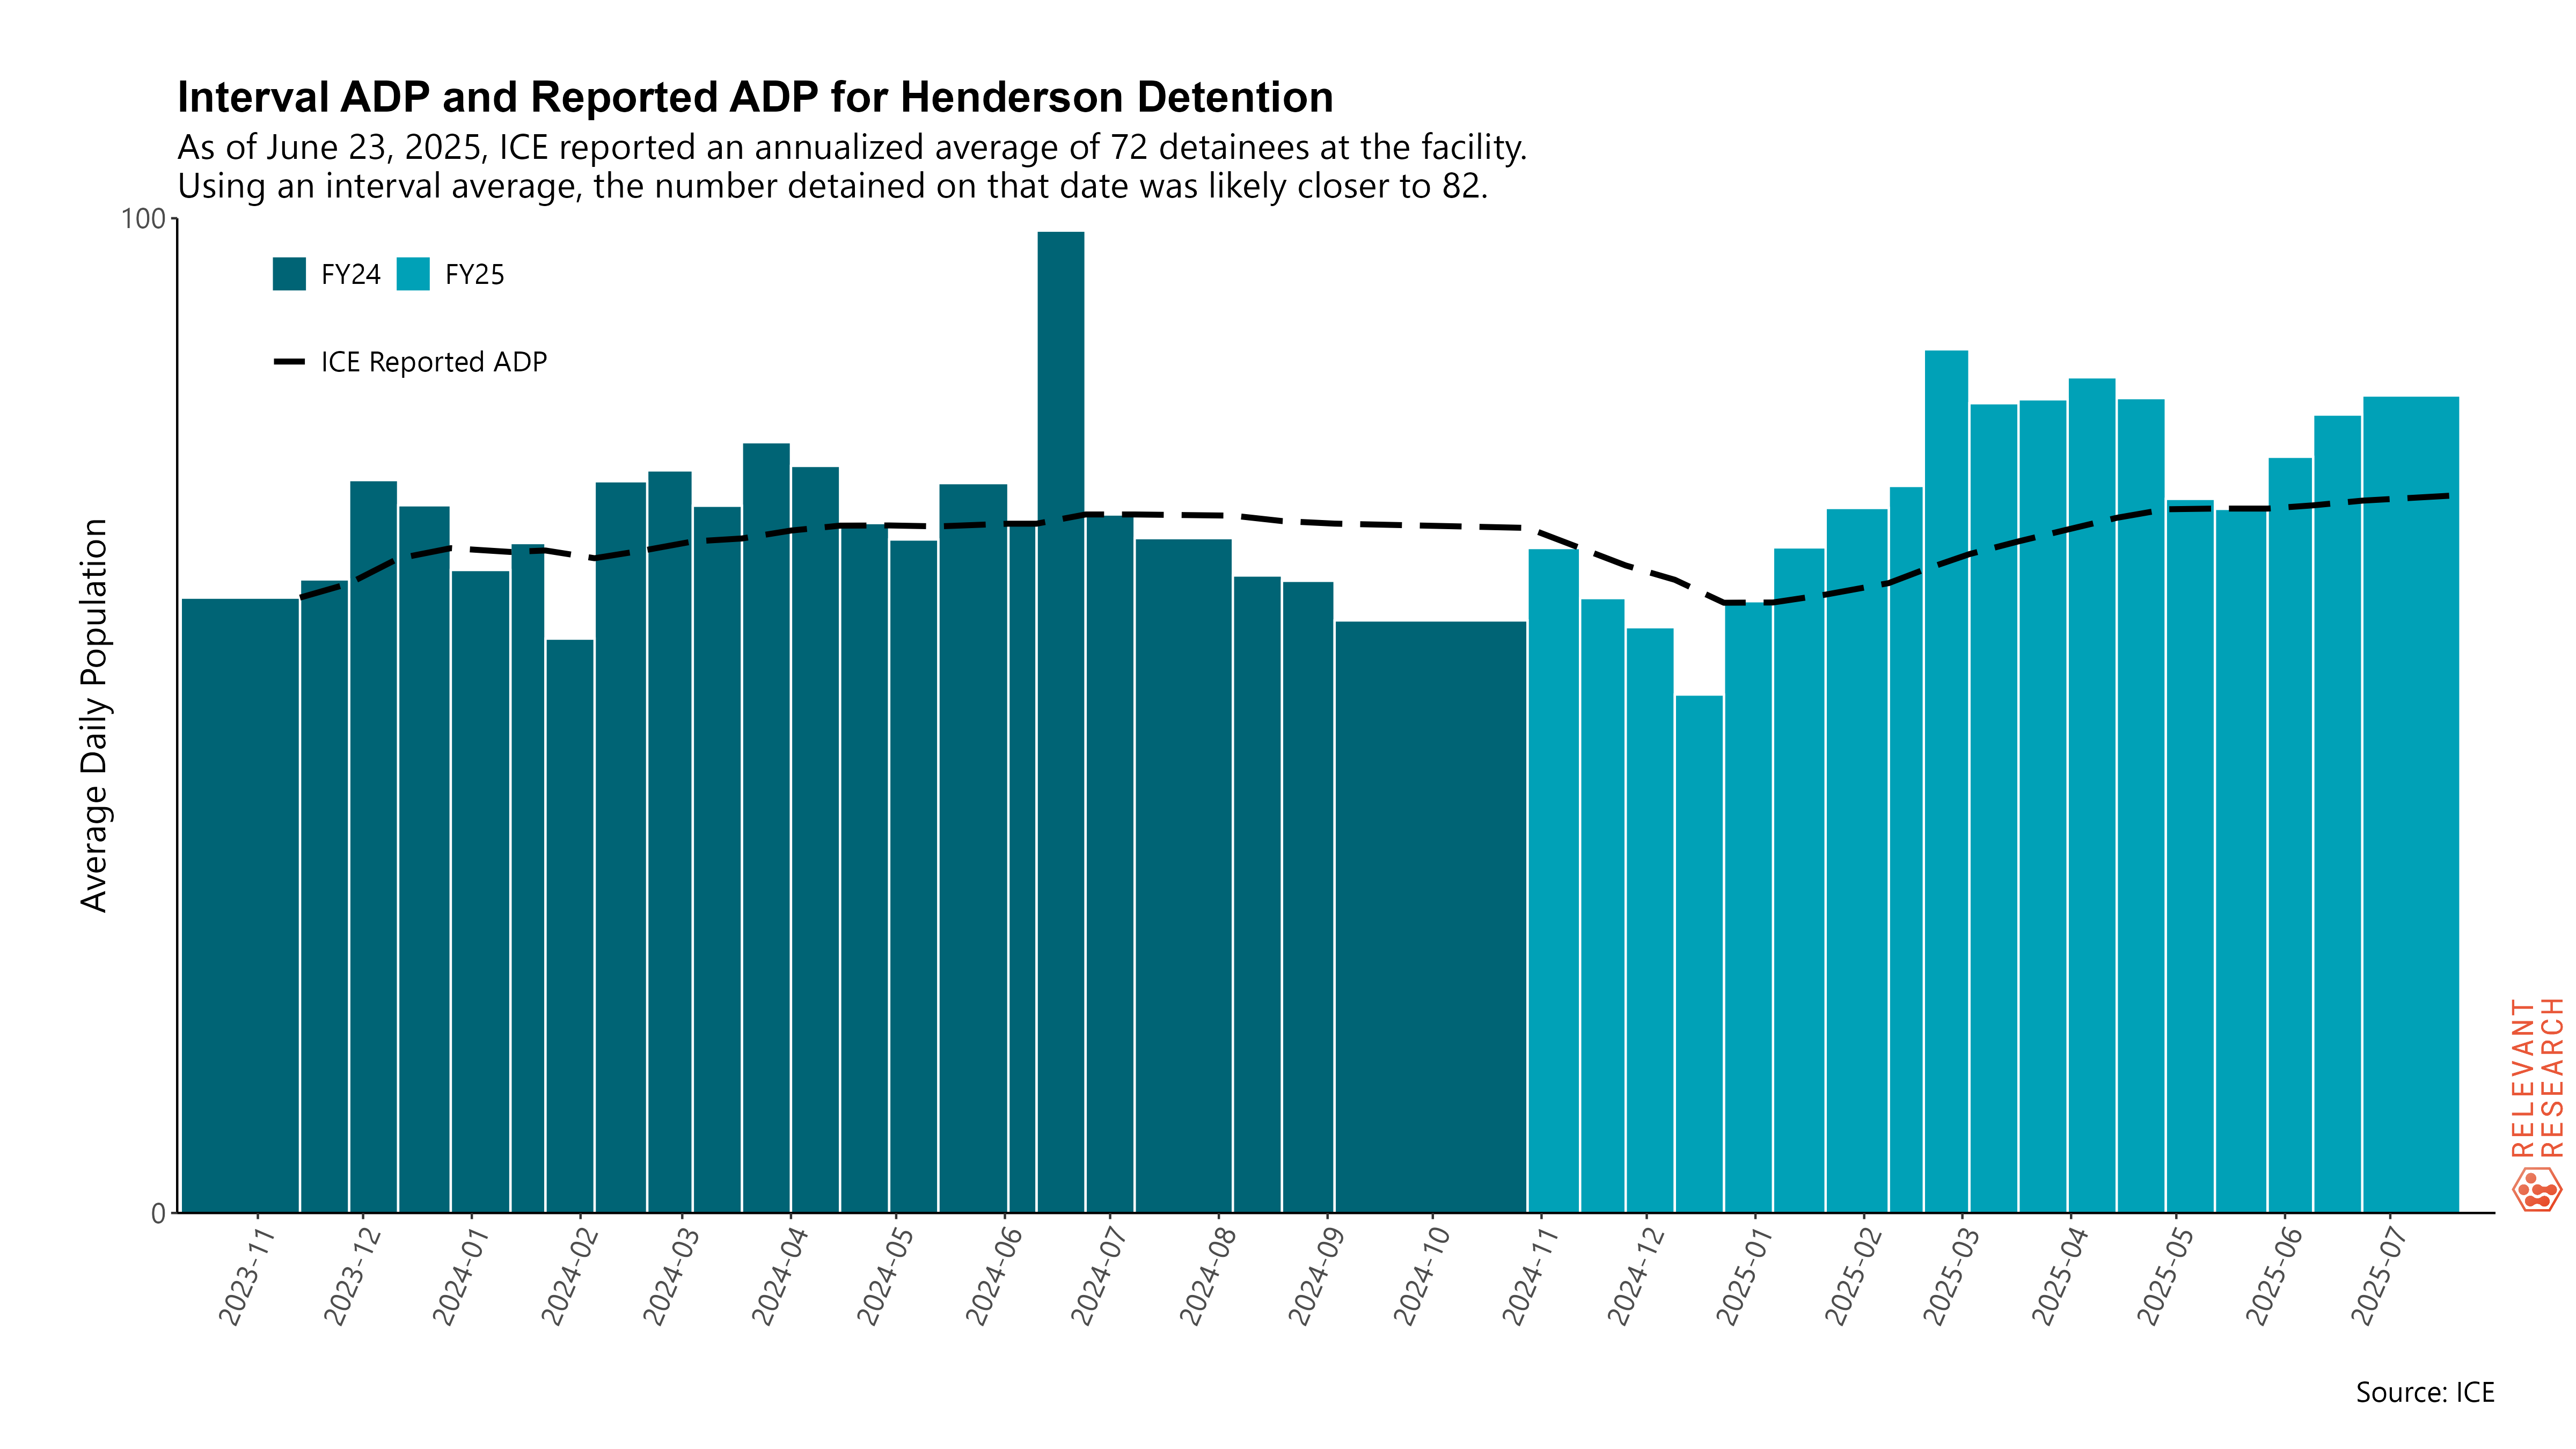 Interval ADP and Reported ADP for Henderson Detention
As of June 23, 2025, ICE reported an annualized average of 72 detainees at the facility.
Using an interval average, the number detained on that date was likely closer to 82.
100
FY24
FY25
ICE Reported ADP
Average Daily Population
0
2023-11
2023-12
2024-01
2024-02
2024-03
2024-04
2024-05
2024-06
2024-07
2024-08
2024-09
2024-10
2024-11
2024-12
2025-01
2025-02
2025-03
2025-04
2025-05
2025-06
2025-07
RELEVANT
RESEARCH
Source: ICE